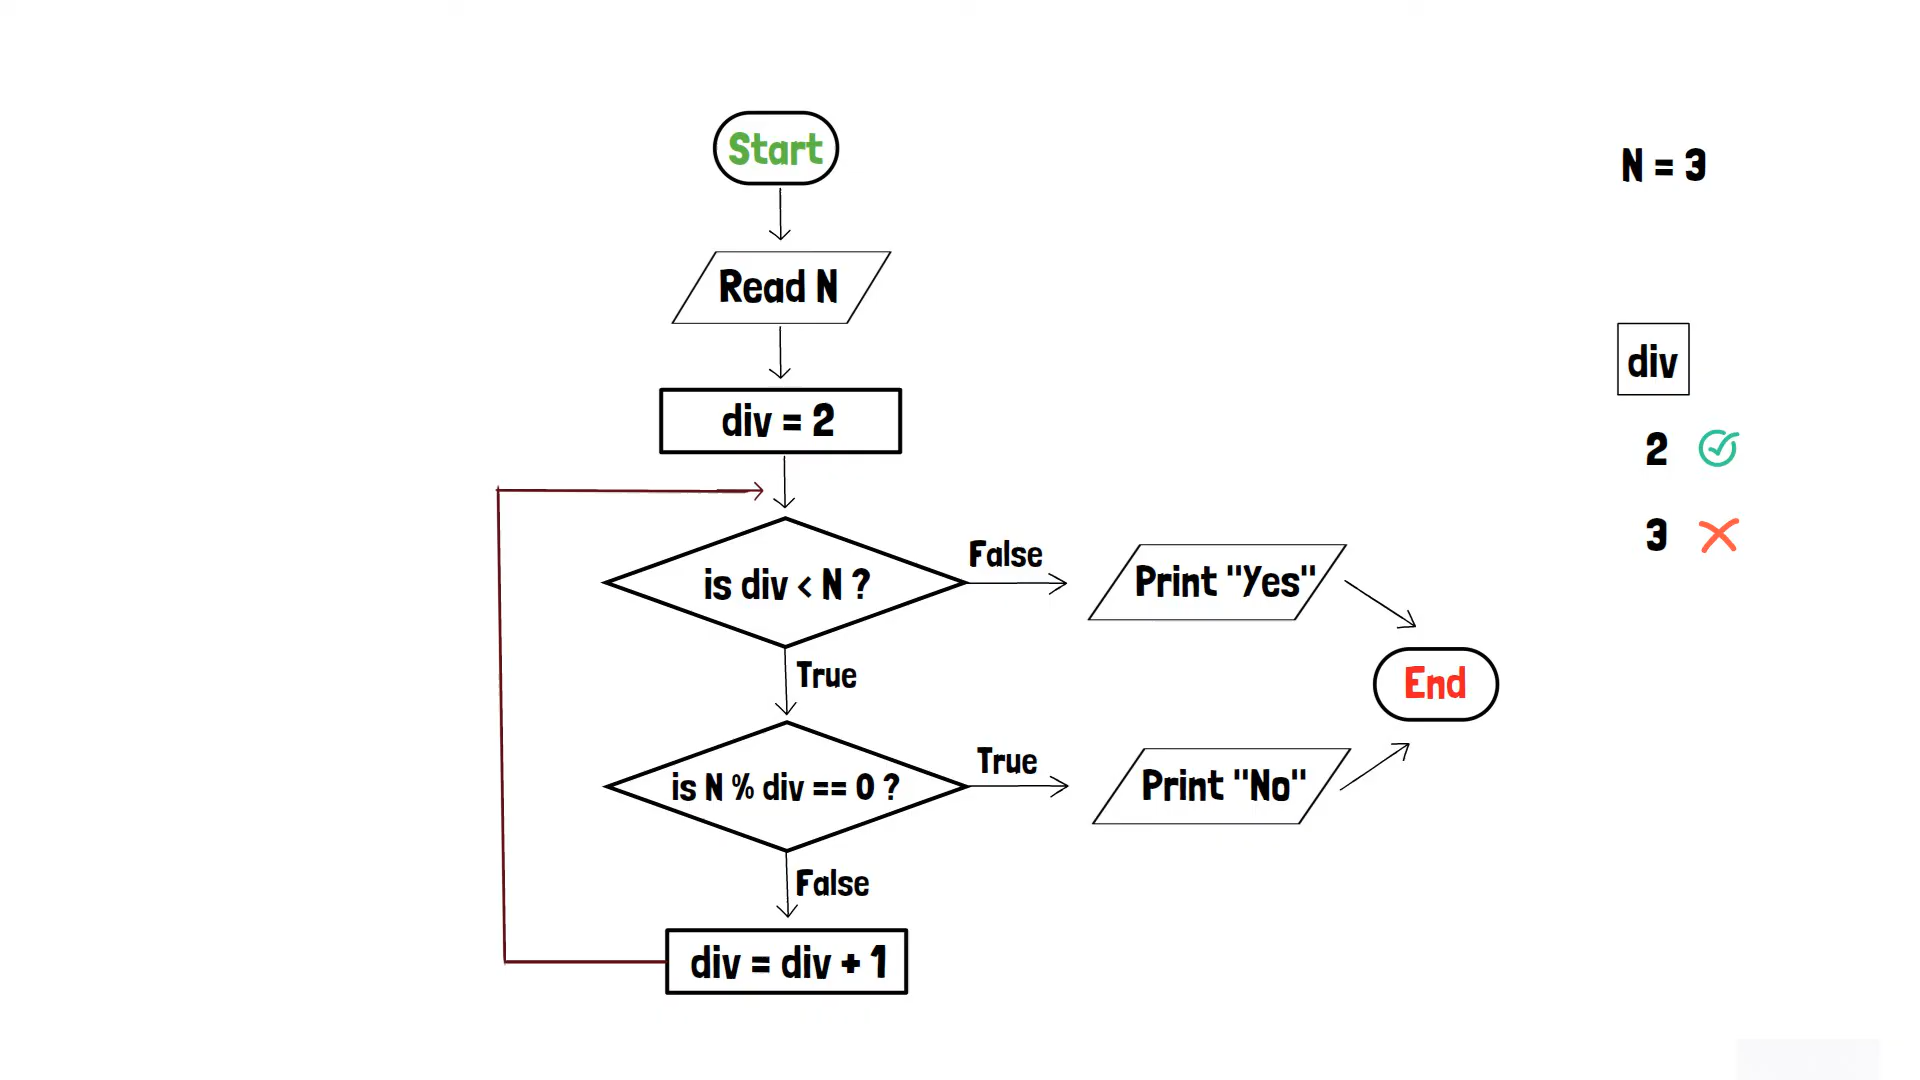 Start
N = 3
Read N
div = 2
div
2
3
is div < N ?
False
Print "Yes"
True
End
is N % div == 0 ?
True
Print "No"
False
div = div + 1